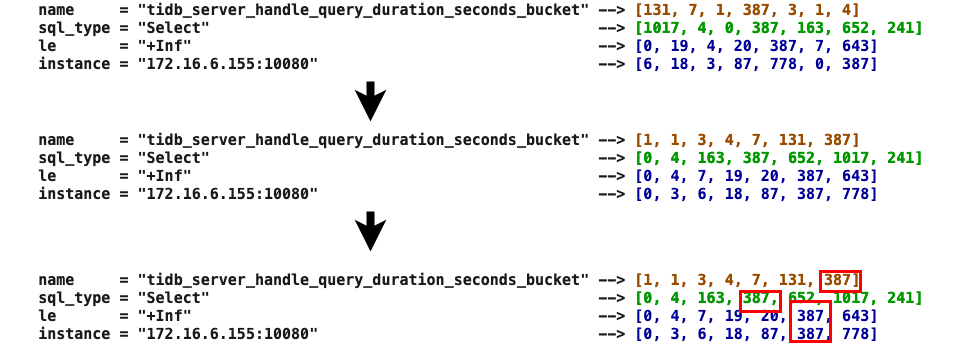 name     = "tidb_server_handle_query_duration_seconds_bucket" --> [131, 7, 1, 387, 3, 1, 4]
sql_type = "Select" --> [1017, 4, 0, 387, 163, 652, 241]
le       = "+Inf" --> [0, 19, 4, 20, 387, 7, 643]
instance = "172.16.6.155:10080" --> [6, 18, 3, 87, 778, 0, 387]
name     = "tidb_server_handle_query_duration_seconds_bucket" --> [1, 1, 3, 4, 7, 131, 387]
sql_type = "Select" --> [0, 4, 163, 387, 652, 1017, 241]
le       = "+Inf" --> [0, 4, 7, 19, 20, 387, 643]
instance = "172.16.6.155:10080" --> [0, 3, 6, 18, 87, 387, 778]
name     = "tidb_server_handle_query_duration_seconds_bucket" --> [1, 1, 3, 4, 7, 131, 387]
sql_type = "Select" --> [0, 4, 163, 387, 652, 1017, 241]
le       = "+Inf" --> [0, 4, 7, 19, 20, 387, 643]
instance = "172.16.6.155:10080" --> [0, 3, 6, 18, 87, 387, 778]